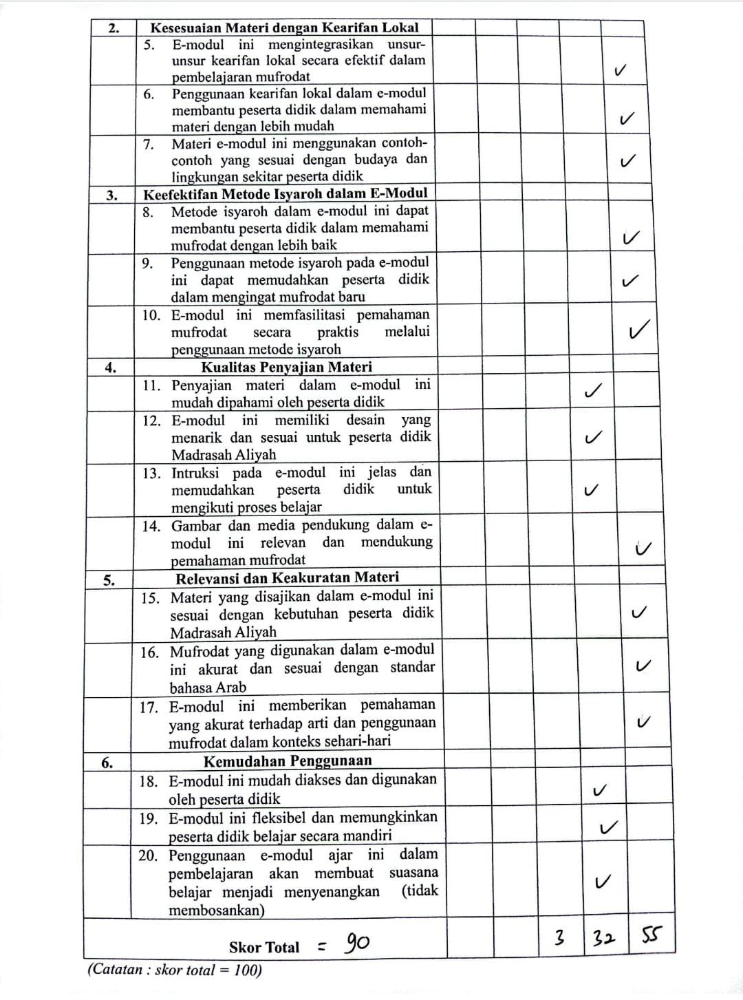 2. Kesesuaian Materi dengan Kearifan Lokal
5. E-modul ini mengintegrasikan unsur-
unsur kearifan lokal secara efektif dalam
pembelajaran mufrodat ✓
6. Penggunaan kearifan lokal dalam e-modul
membantu peserta didik dalam memahami
materi dengan lebih mudah ✓
7. Materi e-modul ini menggunakan contoh-
contoh yang sesuai dengan budaya dan ✓
lingkungan sekitar peserta didik
3. Keefektifan Metode Isyaroh dalam E-Modul
8. Metode isyaroh dalam e-modul ini dapat
membantu peserta didik dalam memahami
mufrodat dengan lebih baik ✓
9. Penggunaan metode isyaroh pada e-modul
ini dapat memudahkan peserta didik ✓
dalam mengingat mufrodat baru
10. E-modul ini memfasilitasi pemahaman
mufrodat secara praktis melalui ✓
penggunaan metode isyaroh
4. Kualitas Penyajian Materi
11. Penyajian materi dalam e-modul ini ✓
mudah dipahami oleh peserta didik
12. E-modul ini memiliki desain yang
menarik dan sesuai untuk peserta didik ✓
Madrasah Aliyah
13. Intruksi pada e-modul ini jelas dan
memudahkan peserta didik untuk ✓
mengikuti proses belajar
14. Gambar dan media pendukung dalam e-
modul ini relevan dan mendukung ✓
pemahaman mufrodat
5. Relevansi dan Keakuratan Materi
15. Materi yang disajikan dalam e-modul ini
sesuai dengan kebutuhan peserta didik ✓
Madrasah Aliyah
16. Mufrodat yang digunakan dalam e-modul
ini akurat dan sesuai dengan standar ✓
bahasa Arab
17. E-modul ini memberikan pemahaman
yang akurat terhadap arti dan penggunaan ✓
mufrodat dalam konteks sehari-hari
6. Kemudahan Penggunaan
18. E-modul ini mudah diakses dan digunakan
oleh peserta didik ✓
19. E-modul ini fleksibel dan memungkinkan
peserta didik belajar secara mandiri ✓
20. Penggunaan e-modul ajar ini dalam
pembelajaran akan membuat suasana ✓
belajar menjadi menyenangkan (tidak
membosankan)
Skor Total = 90 3 32 55
(Catatan : skor total = 100)